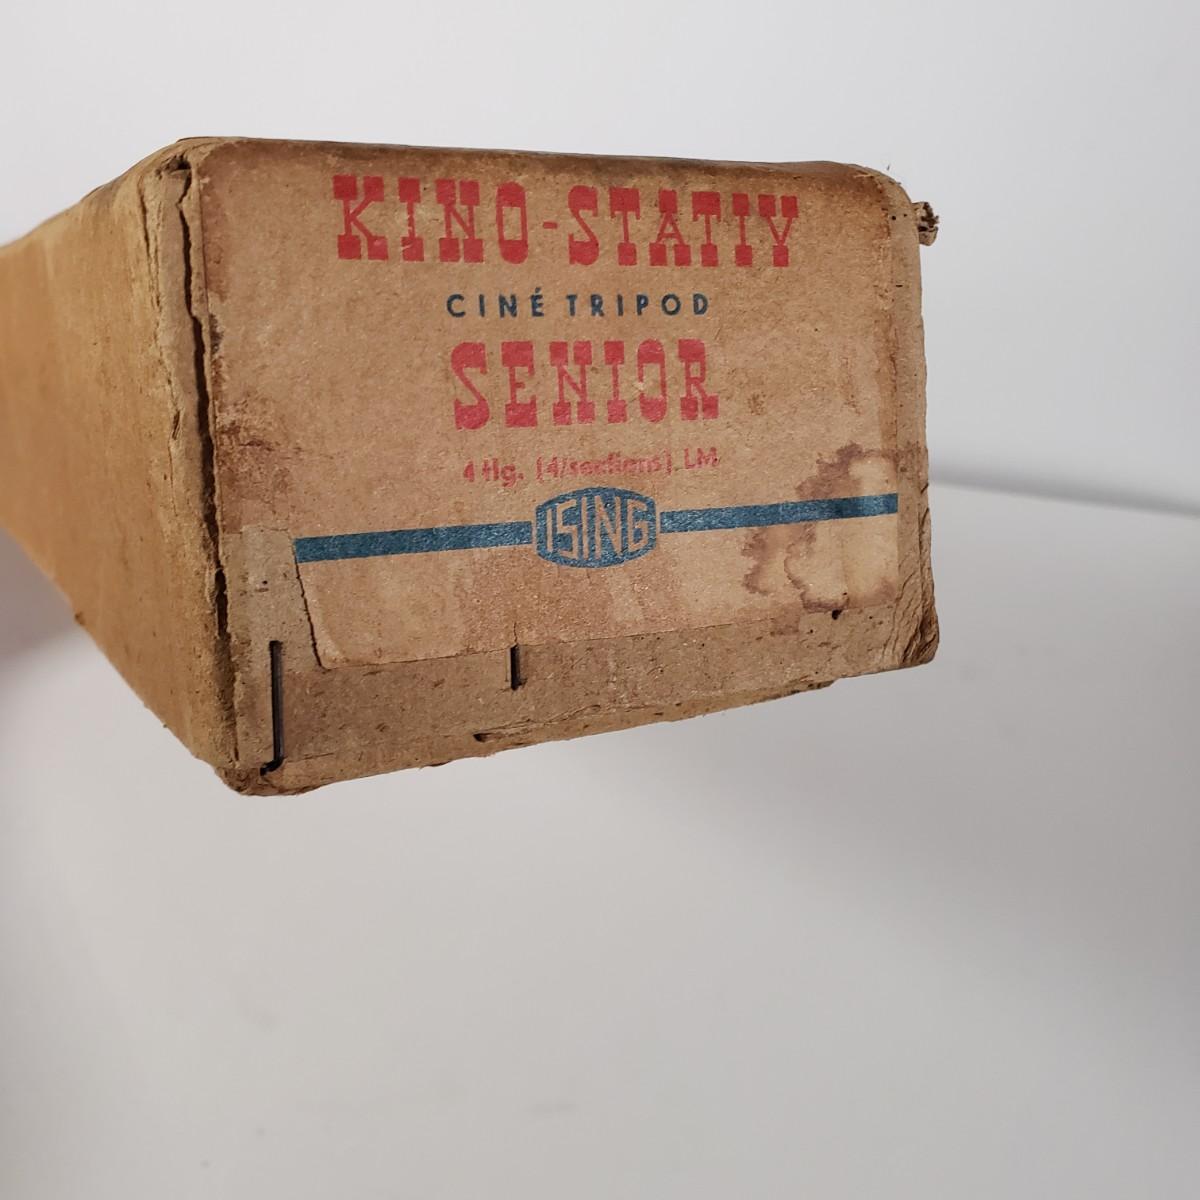 KINO-STATIV
CINÉ TRIPOD
SENIOR
4 tlg. (4/sections) LM
ISING